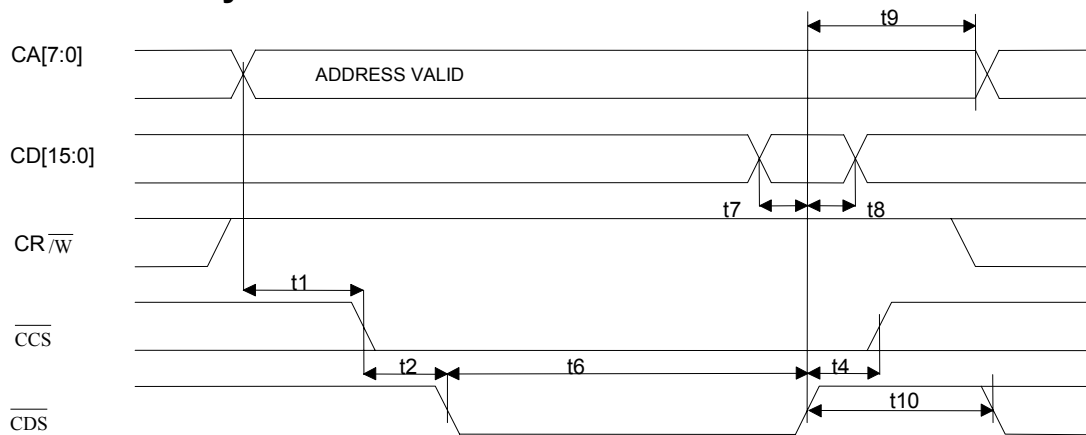 t9
CA[7:0]
ADDRESS VALID
CD[15:0]
t7
t8
CR /W
t1
CCS
t2
t6
t4
t10
CDS